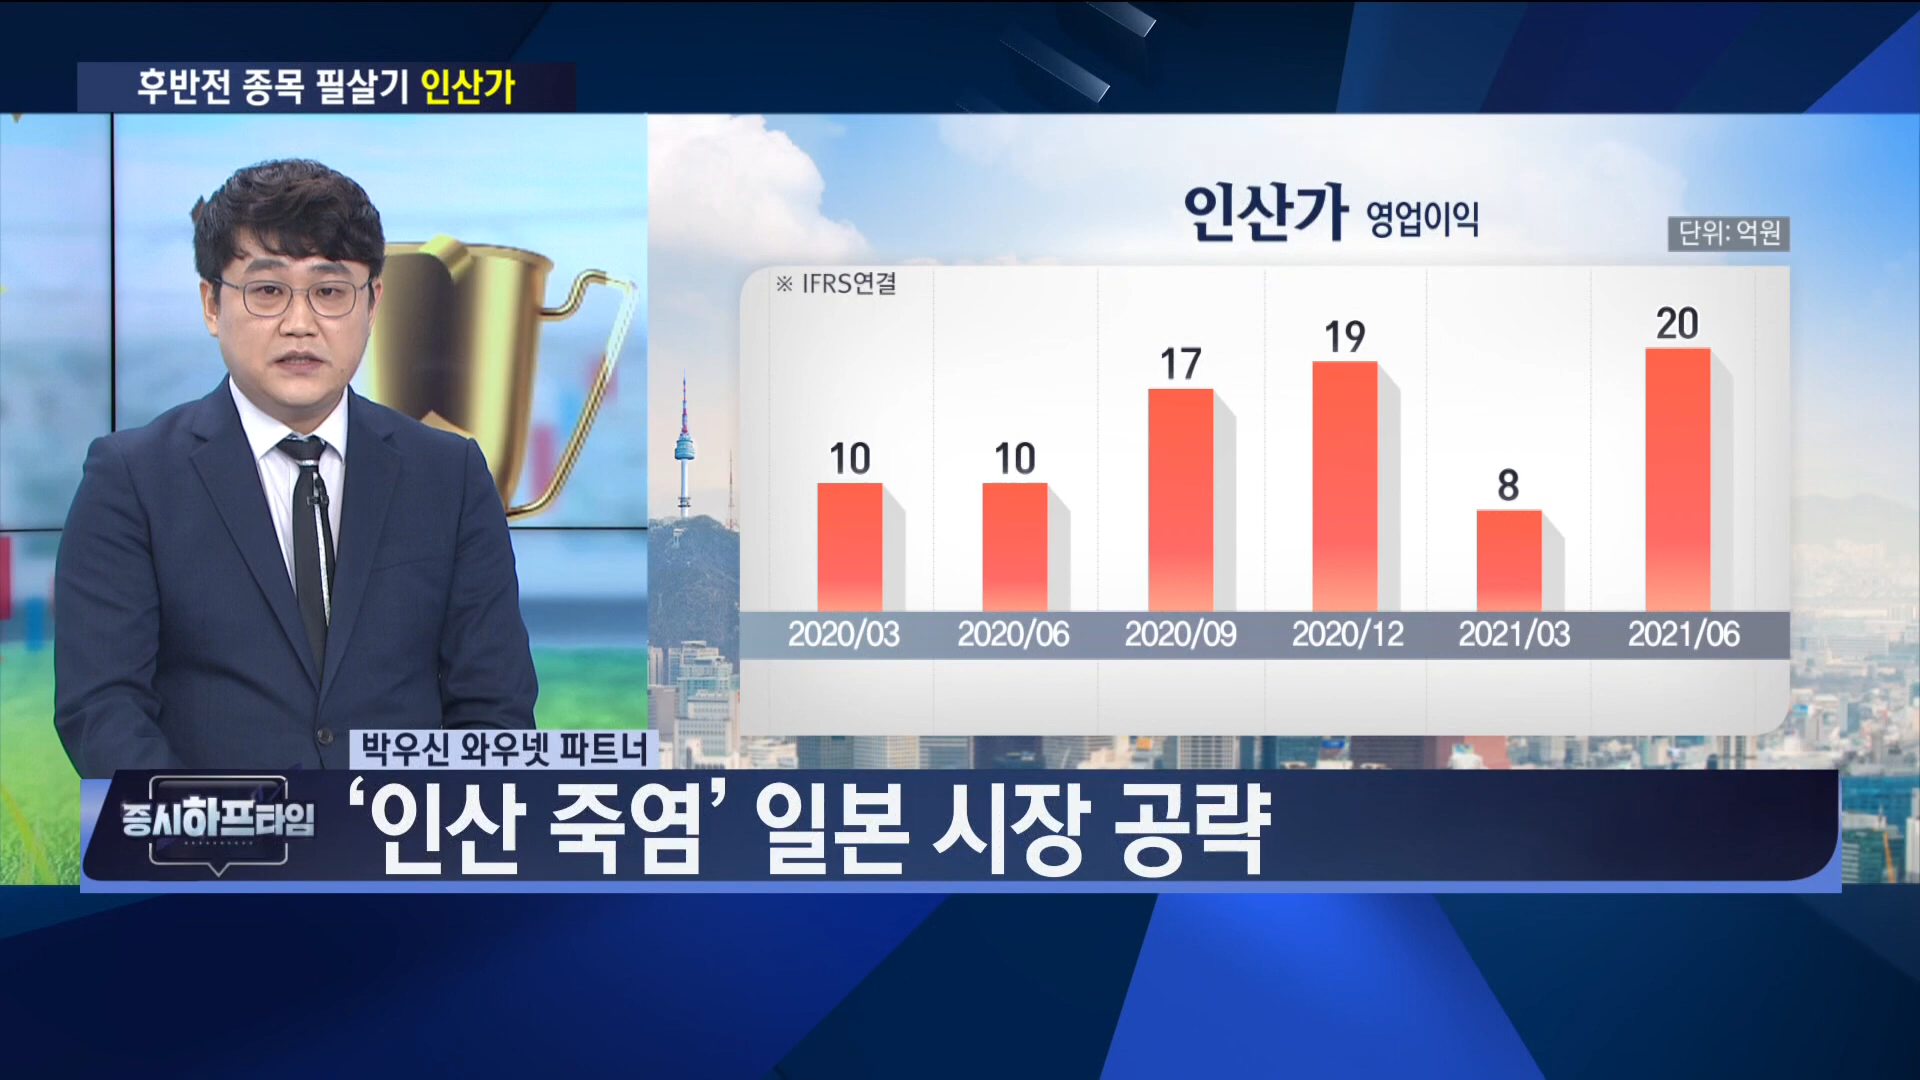 후반전 종목 필살기 인산가
인산가 영업이익
단위: 억원
※ IFRS연결
10
10
17
19
8
20
2020/03
2020/06
2020/09
2020/12
2021/03
2021/06
박우신 와우넷 파트너
증시하프타임
‘인산 죽염’ 일본 시장 공략